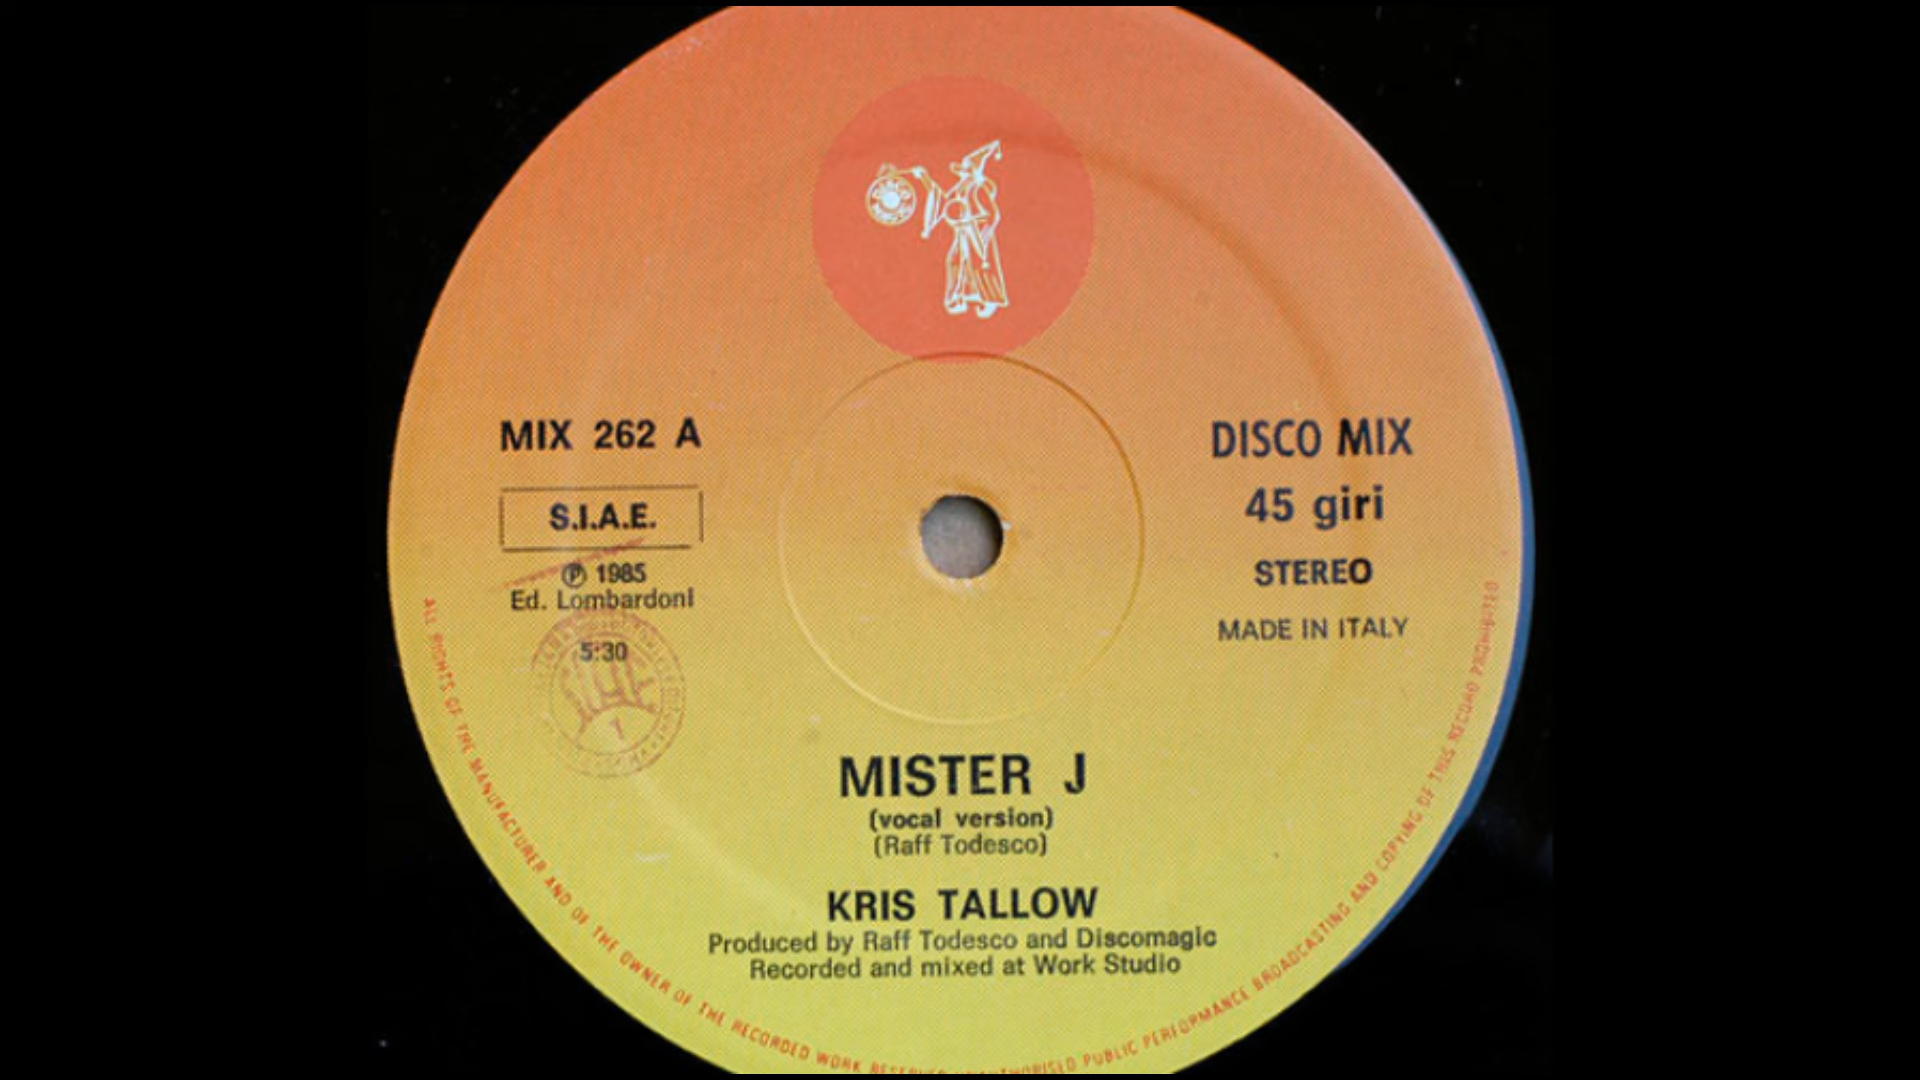 MIX 262 A
S.I.A.E.
℗ 1985
Ed. Lombardoni
5:30
DISCO MIX
45 giri
STEREO
MADE IN ITALY
MISTER J
(vocal version)
(Raff Todesco)
KRIS TALLOW
Produced by Raff Todesco and Discomagic
Recorded and mixed at Work Studio
ALL RIGHTS OF THE MANUFACTURER AND OF THE OWNER OF THE RECORDED WORK RESERVED UNAUTHORISED PUBLIC PERFORMANCE BROADCASTING AND COPYING OF THIS RECORD PROHIBITED